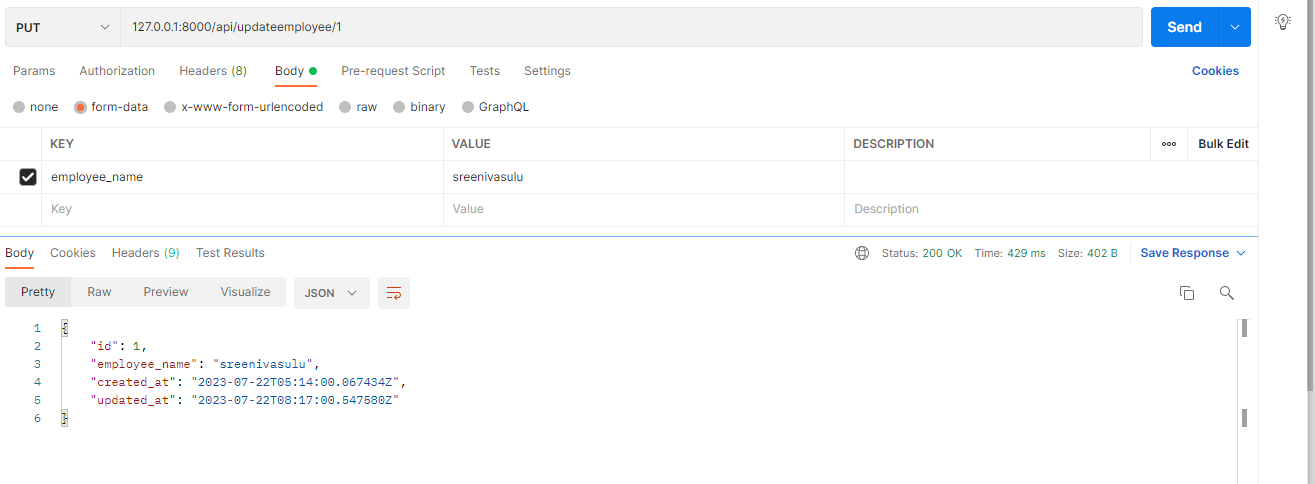 PUT 127.0.0.1:8000/api/updateemployee/1 Send
Params Authorization Headers (8) Body Pre-request Script Tests Settings Cookies
none form-data x-www-form-urlencoded raw binary GraphQL
KEY VALUE DESCRIPTION Bulk Edit
employee_name sreenivasulu
Key Value Description
Body Cookies Headers (9) Test Results Status: 200 OK Time: 429 ms Size: 402 B Save Response
Pretty Raw Preview Visualize JSON
1 {
2 "id": 1,
3 "employee_name": "sreenivasulu",
4 "created_at": "2023-07-22T05:14:00.067434Z",
5 "updated_at": "2023-07-22T08:17:00.547580Z"
6 }